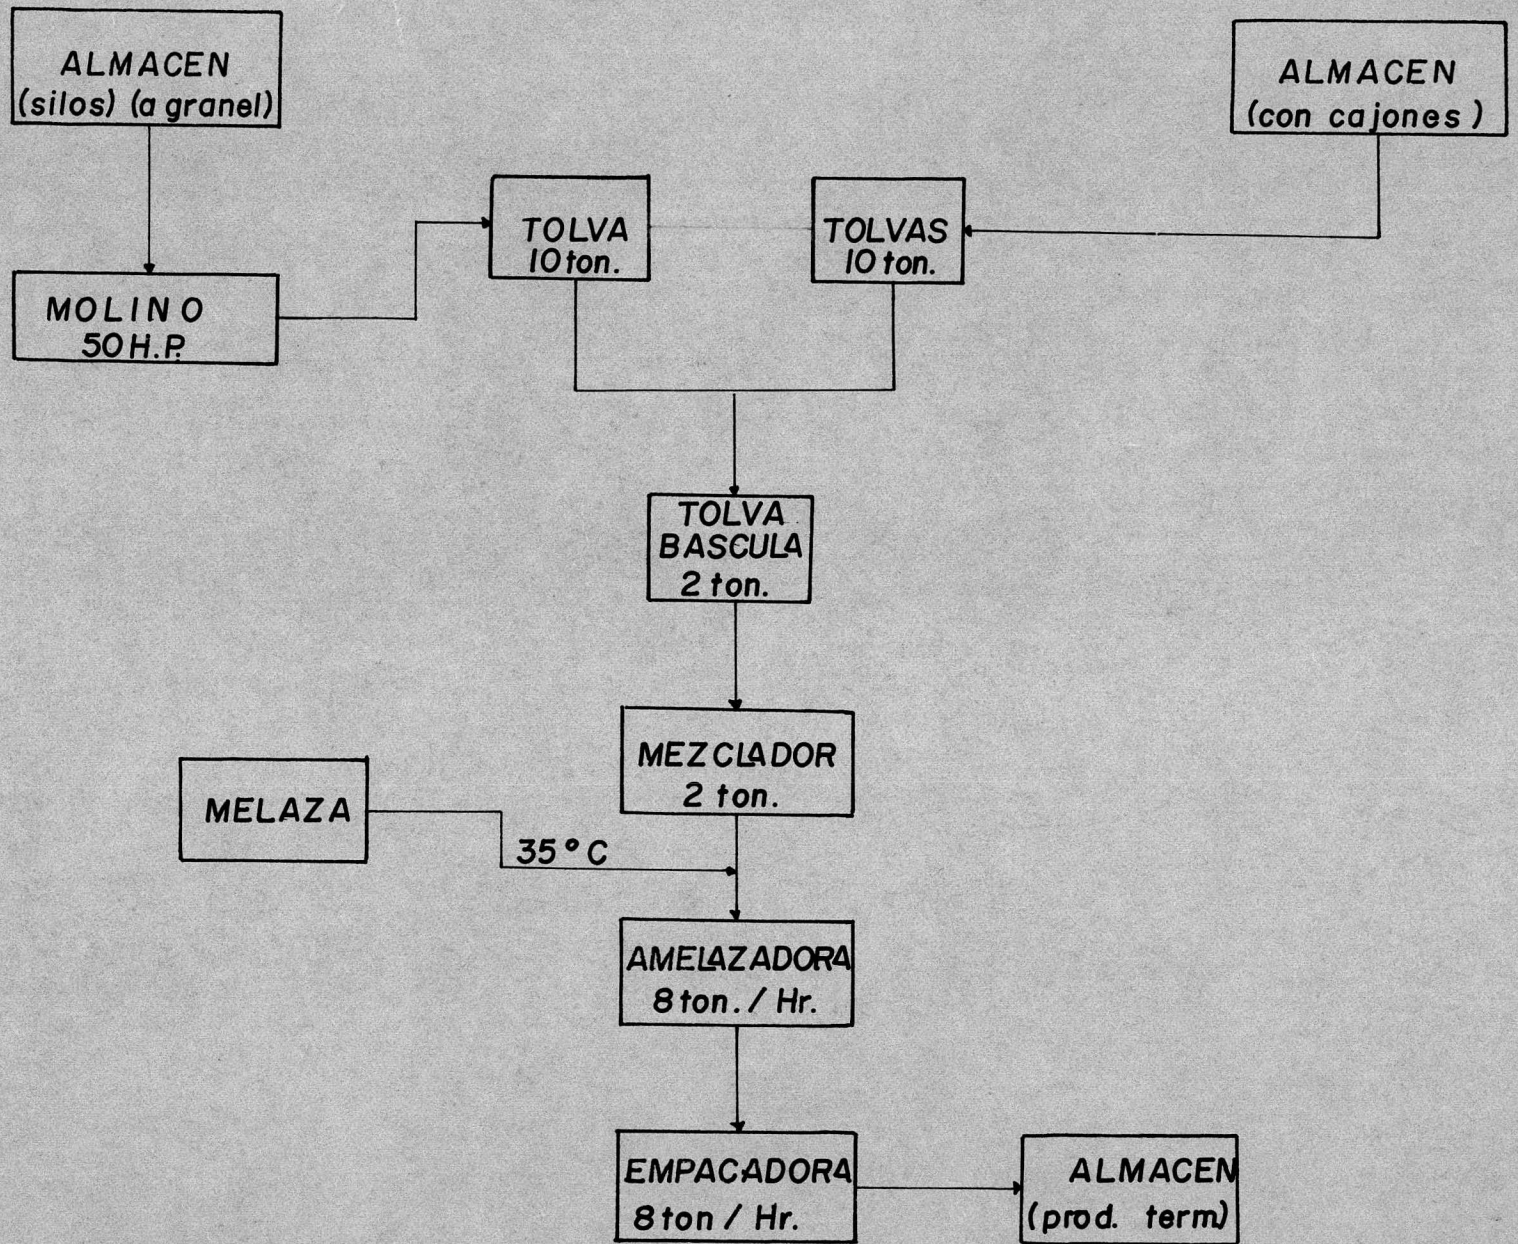 ALMACEN
(silos) (a granel)
ALMACEN
(con cajones)
TOLVA
10 ton.
TOLVAS
10 ton.
MOLINO
50 H.P.
TOLVA
BASCULA
2 ton.
MEZCLADOR
2 ton.
MELAZA
35°C
AMELAZADORA
8 ton. / Hr.
EMPACADORA
8 ton / Hr.
ALMACEN
(prod. term)